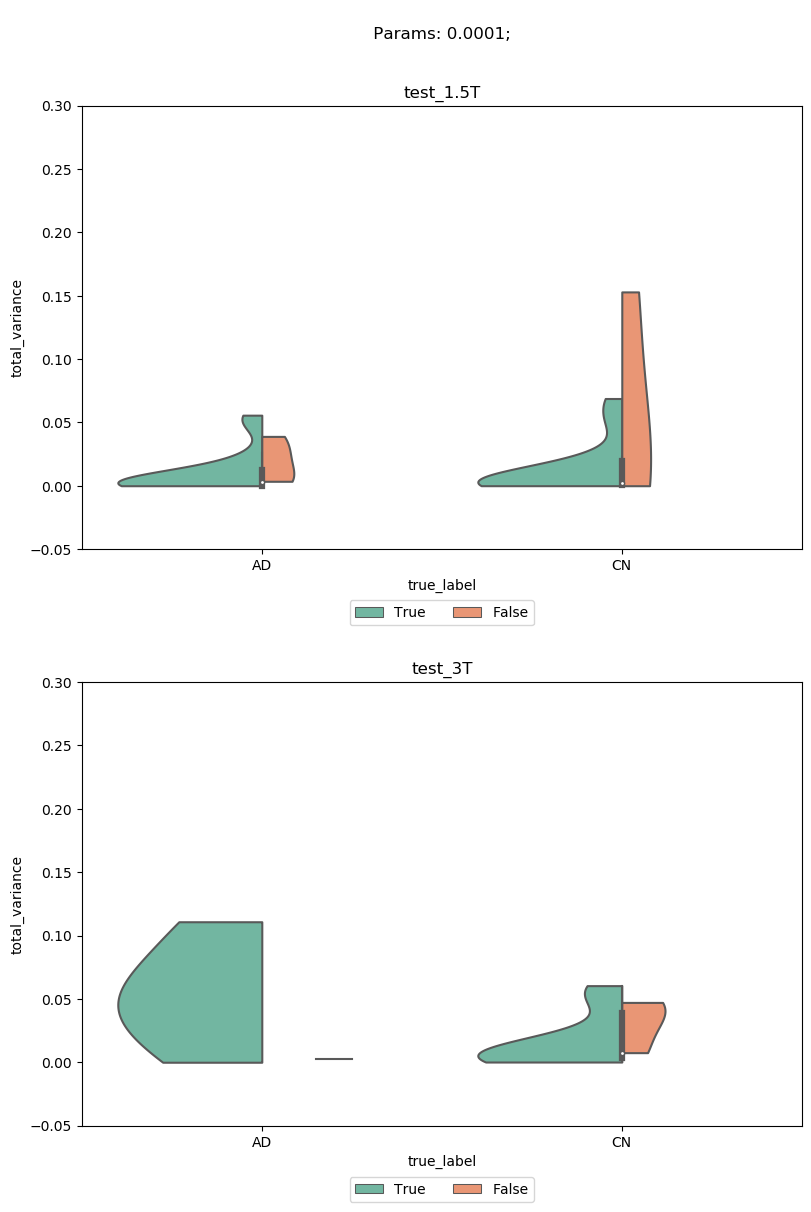 Params: 0.0001;
test_1.5T
0.30
0.25
0.20
0.15
0.10
0.05
0.00
−0.05
total_variance
AD CN
true_label
True False
test_3T
0.30
0.25
0.20
0.15
0.10
0.05
0.00
−0.05
total_variance
AD CN
true_label
True False